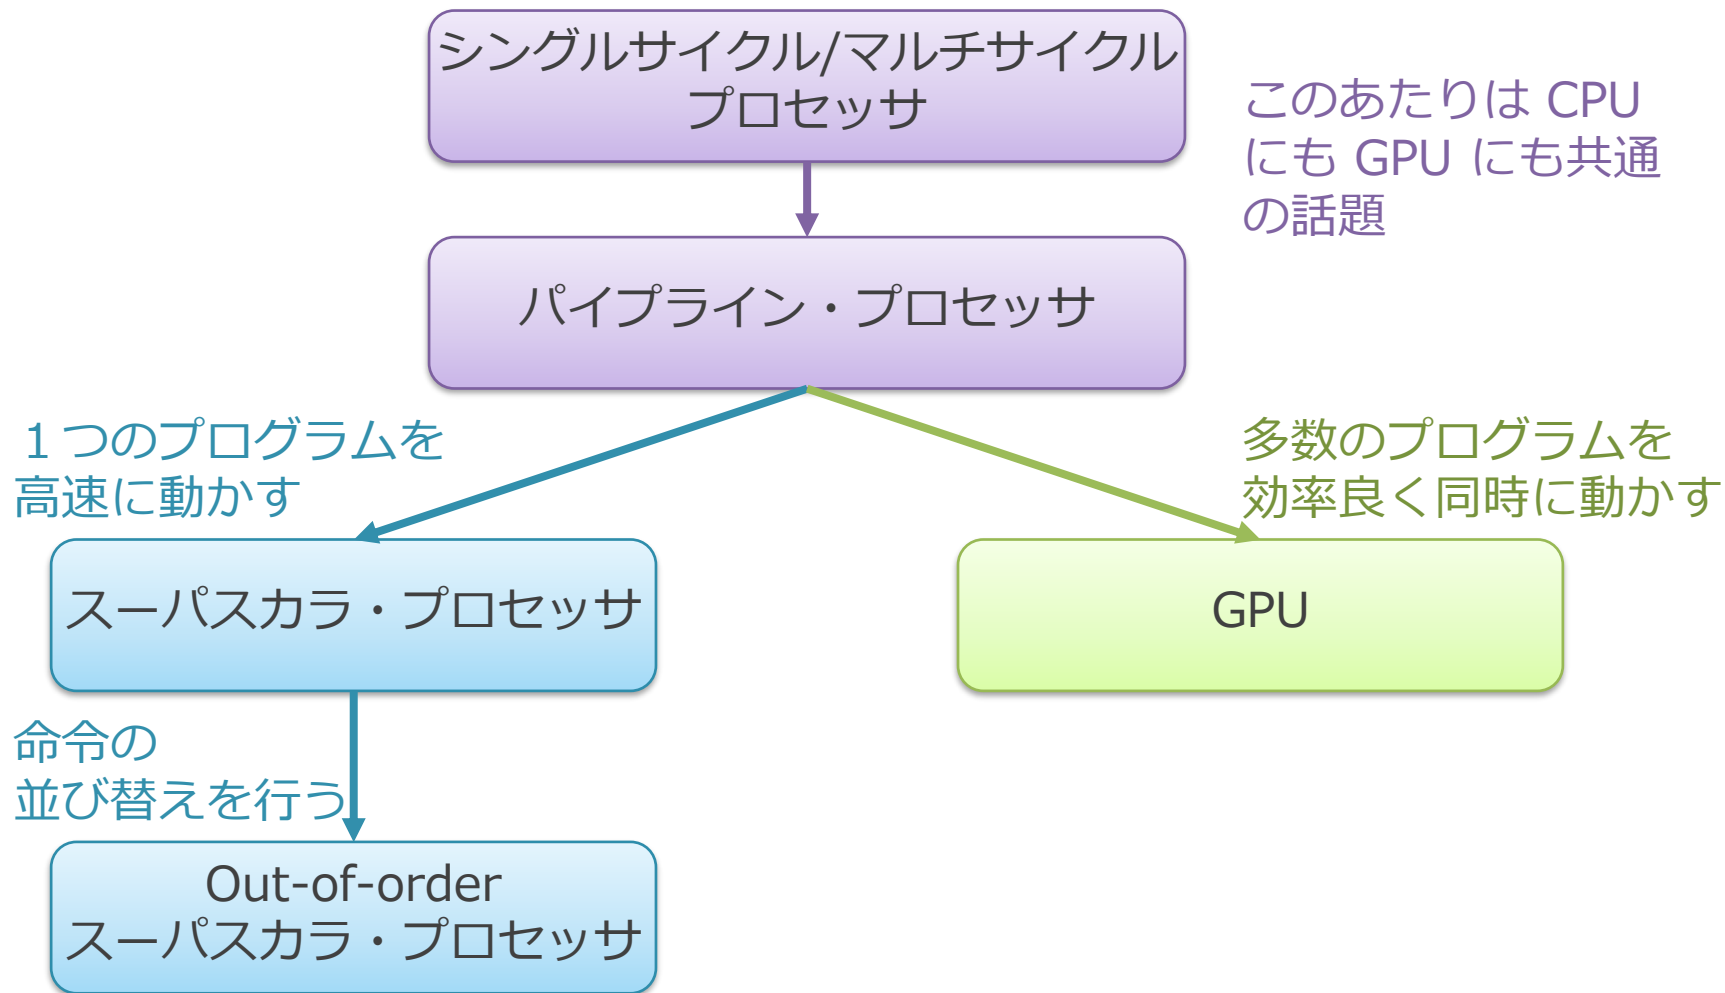 シングルサイクル/マルチサイクル
プロセッサ
このあたりは CPU
にも GPU にも共通
の話題
パイプライン・プロセッサ
１つのプログラムを
高速に動かす
多数のプログラムを
効率良く同時に動かす
スーパスカラ・プロセッサ
GPU
命令の
並び替えを行う
Out-of-order
スーパスカラ・プロセッサ